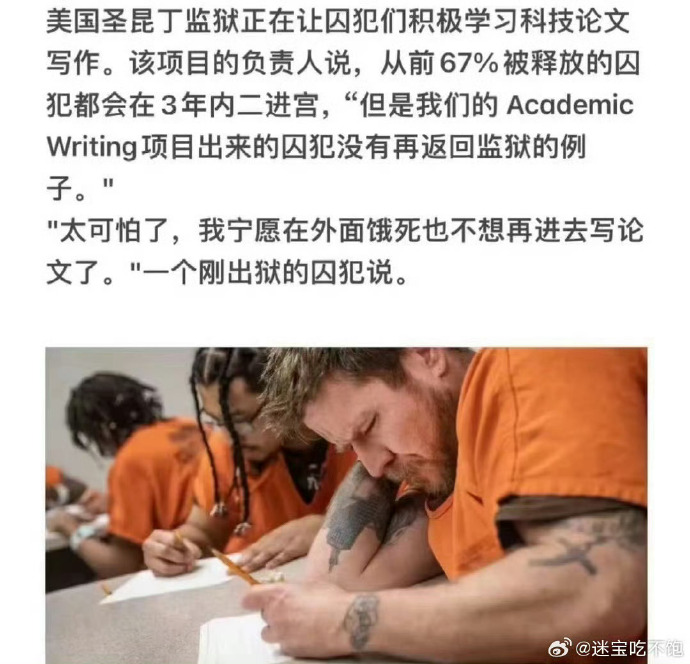 美国圣昆丁监狱正在让囚犯们积极学习科技论文
写作。该项目的负责人说，从前67%被释放的囚
犯都会在3年内二进宫，“但是我们的 Academic
Writing项目出来的囚犯没有再返回监狱的例
子。"
"太可怕了，我宁愿在外面饿死也不想再进去写论
文了。"一个刚出狱的囚犯说。
@迷宝吃不饱